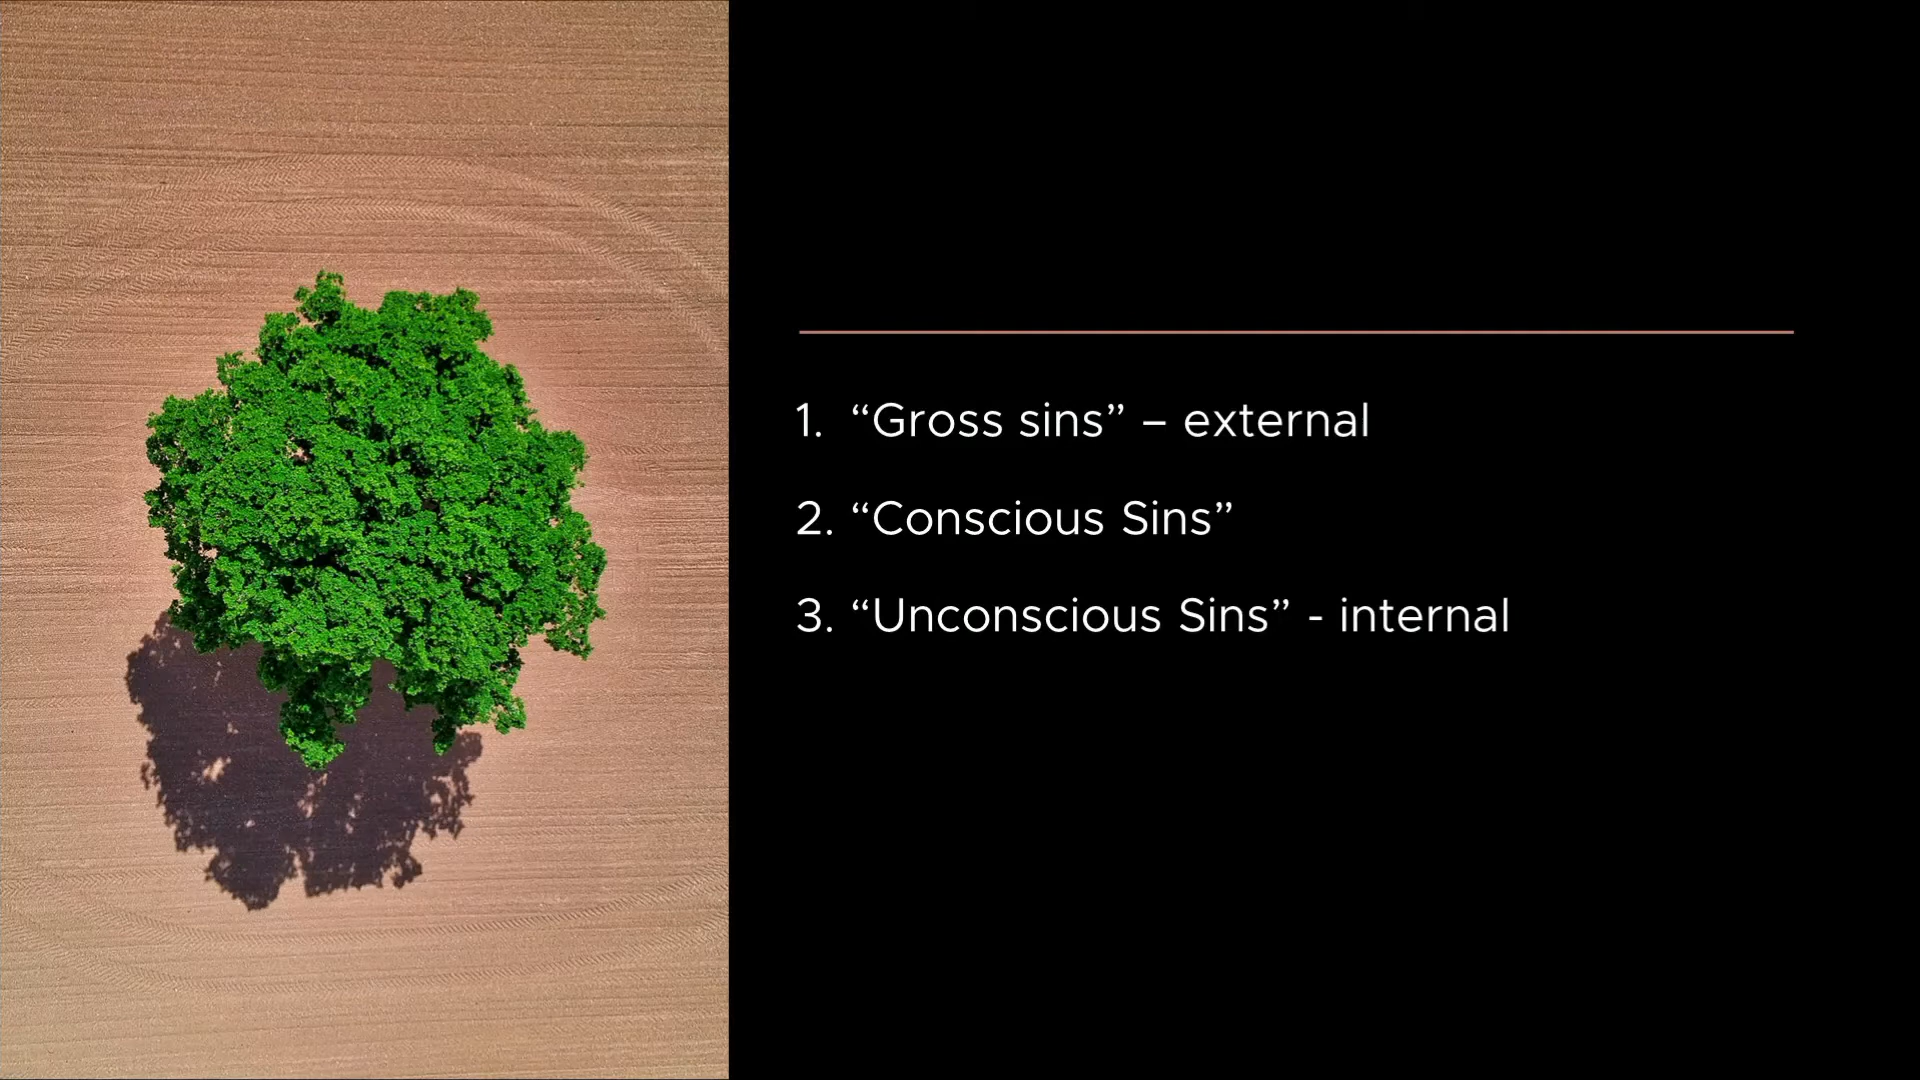 1. “Gross sins” – external
2. “Conscious Sins”
3. “Unconscious Sins” - internal